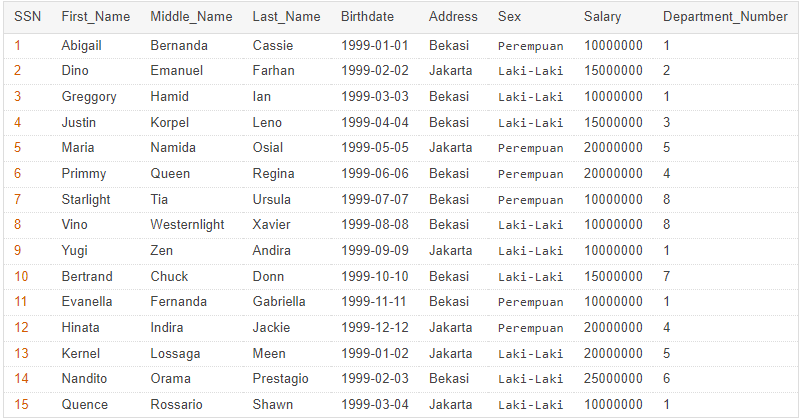 SSN First_Name Middle_Name Last_Name Birthdate Address Sex Salary Department_Number
1 Abigail Bernanda Cassie 1999-01-01 Bekasi Perempuan 10000000 1
2 Dino Emanuel Farhan 1999-02-02 Jakarta Laki-Laki 15000000 2
3 Greggory Hamid Ian 1999-03-03 Bekasi Laki-Laki 10000000 1
4 Justin Korpel Leno 1999-04-04 Bekasi Laki-Laki 15000000 3
5 Maria Namida Osial 1999-05-05 Jakarta Perempuan 20000000 5
6 Primmy Queen Regina 1999-06-06 Bekasi Perempuan 20000000 4
7 Starlight Tia Ursula 1999-07-07 Bekasi Perempuan 10000000 8
8 Vino Westernlight Xavier 1999-08-08 Bekasi Laki-Laki 10000000 8
9 Yugi Zen Andira 1999-09-09 Jakarta Laki-Laki 10000000 1
10 Bertrand Chuck Donn 1999-10-10 Bekasi Laki-Laki 15000000 7
11 Evanella Fernanda Gabriella 1999-11-11 Bekasi Perempuan 10000000 1
12 Hinata Indira Jackie 1999-12-12 Jakarta Perempuan 20000000 4
13 Kernel Lossaga Meen 1999-01-02 Jakarta Laki-Laki 20000000 5
14 Nandito Orama Prestagio 1999-02-03 Bekasi Laki-Laki 25000000 6
15 Quence Rossario Shawn 1999-03-04 Jakarta Laki-Laki 10000000 1